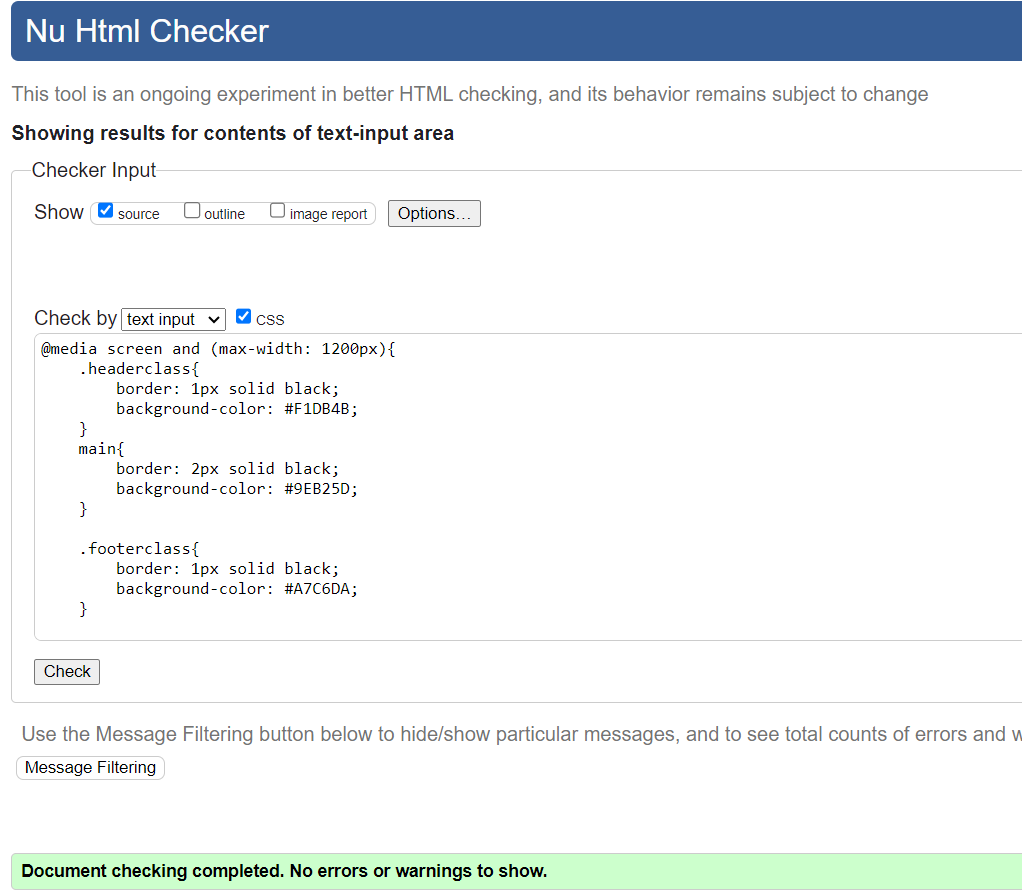 Nu Html Checker
This tool is an ongoing experiment in better HTML checking, and its behavior remains subject to change
Showing results for contents of text-input area
Checker Input
Show source outline image report Options...
Check by text input CSS
@media screen and (max-width: 1200px){
    .headerclass{
        border: 1px solid black;
        background-color: #F1DB4B;
    }
    main{
        border: 2px solid black;
        background-color: #9EB25D;
    }
    .footerclass{
        border: 1px solid black;
        background-color: #A7C6DA;
    }
Check
Use the Message Filtering button below to hide/show particular messages, and to see total counts of errors and w
Message Filtering
Document checking completed. No errors or warnings to show.